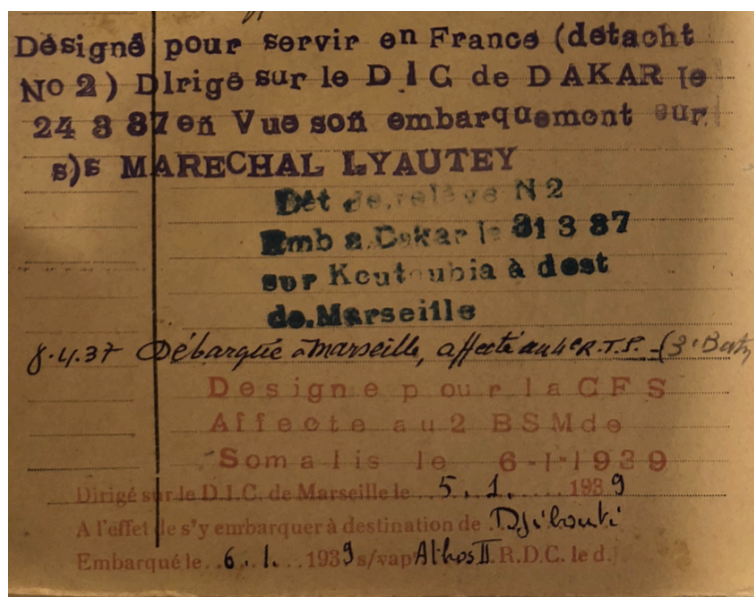 Désigné pour servir en France (detacht
No 2) Dirigé sur le D I C de DAKAR le
24 3 37 en Vue son embarquement sur
s)s MARECHAL LYAUTEY
Dét de relève N 2
Emb a Dakar le 31 3 37
sur Koutoubia à dest
de Marseille
8.4.37 Débarqué à Marseille, affecté au 4e R.T.S. - (3e Batn
Designe pour la CFS
Affecte au 2 BSMde
Somalis le 6-1-1939
Dirigé sur le D.I.C. de Marseille le 5.1. 1939
A l'effet de s'y embarquer à destination de Djibouti
Embarqué le 6.1. 1939 s/vap Athos II R.D.C. le d.